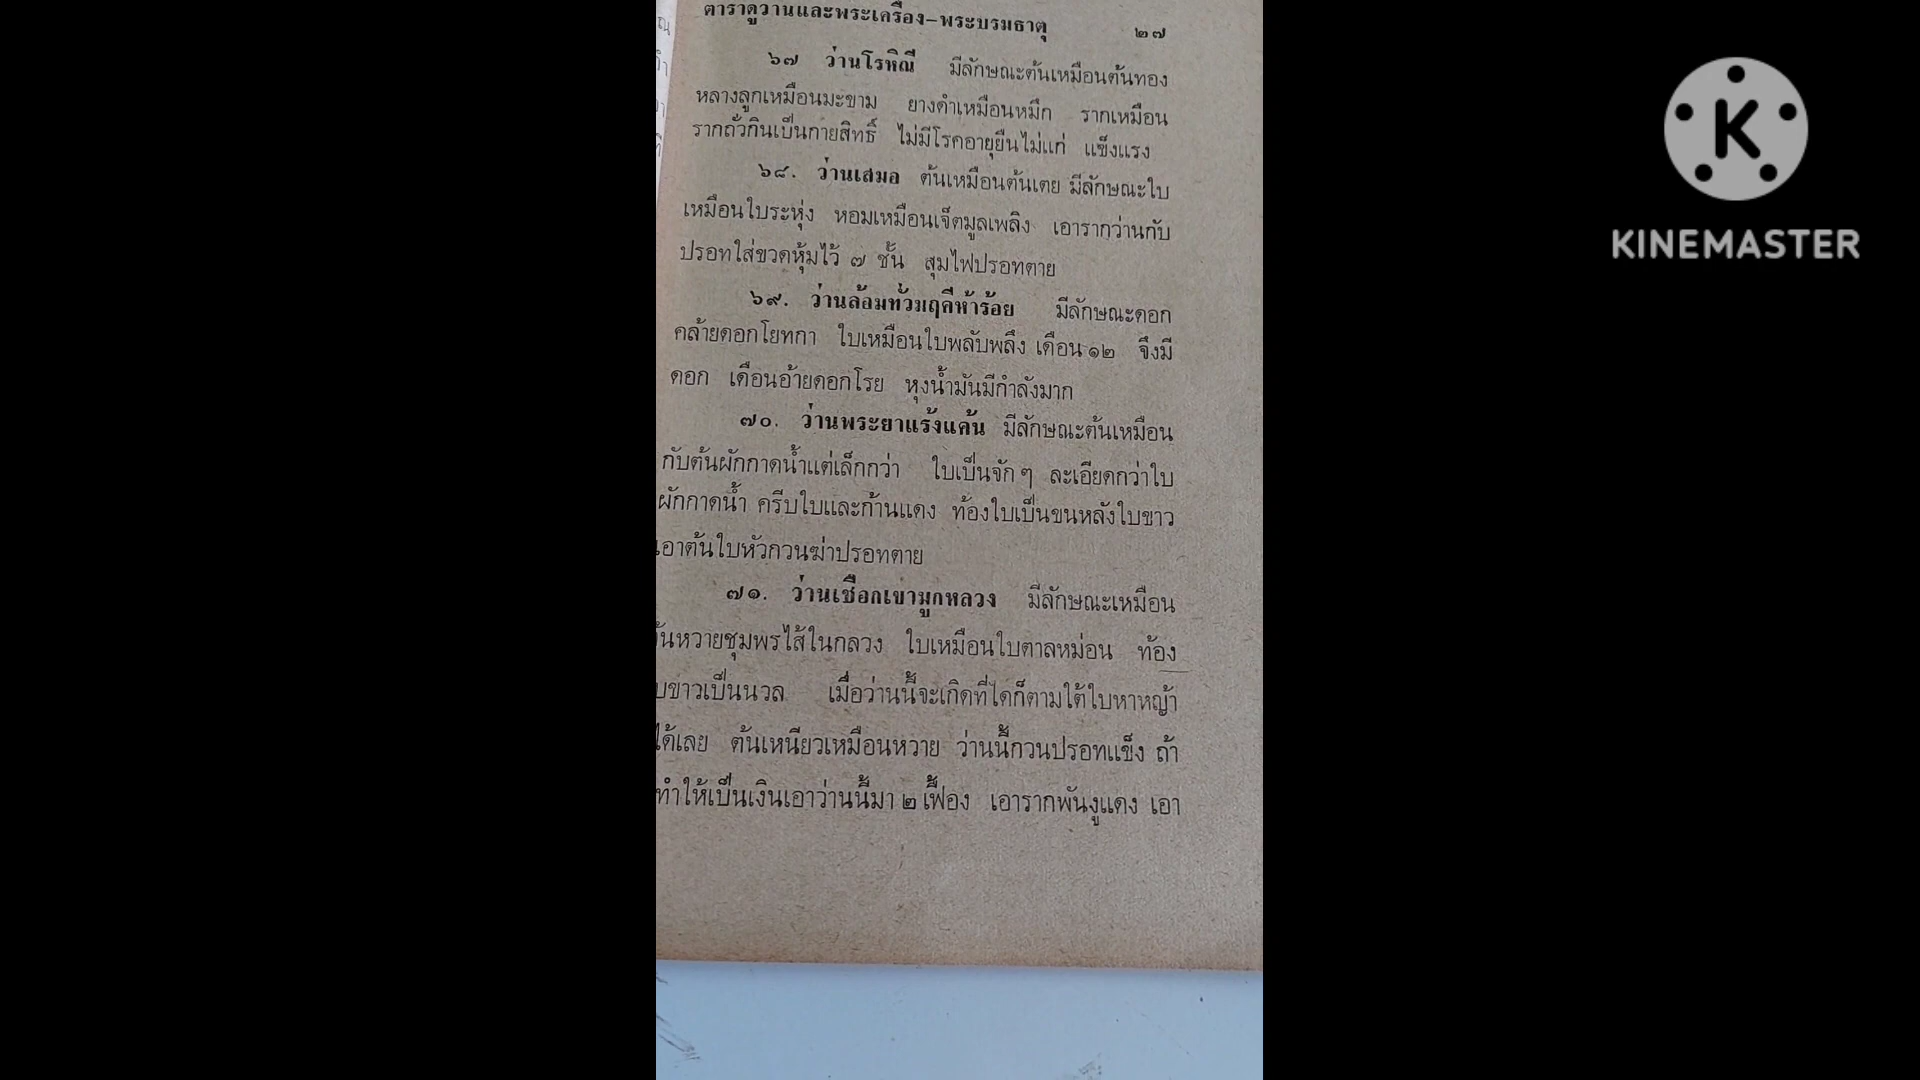 ตำราดูว่านและพระเครื่อง–พระบรมธาตุ ๒๗
๖๗ ว่านโรหิณี มีลักษณะต้นเหมือนต้นทอง
หลางลูกเหมือนมะขาม ยางดำเหมือนหมึก รากเหมือน
รากถั่วกินเป็นกายสิทธิ์ ไม่มีโรคอายุยืนไม่แก่ แข็งแรง
๖๘. ว่านเสมอ ต้นเหมือนต้นเตย มีลักษณะใบ
เหมือนใบระหุ่ง หอมเหมือนเจ็ตมูลเพลิง เอารากว่านกับ
ปรอทใส่ขวดหุ้มไว้ ๗ ชั้น สุมไฟปรอทตาย
๖๙. ว่านล้อมทั่วมฤคีห้าร้อย มีลักษณะดอก
คล้ายดอกโยทกา ใบเหมือนใบพลับพลึง เดือน ๑๒ จึงมี
ดอก เดือนอ้ายดอกโรย หุงน้ำมันมีกำลังมาก
๗๐. ว่านพระยาแร้งแค้น มีลักษณะต้นเหมือน
กับต้นผักกาดน้ำแต่เล็กกว่า ใบเป็นจัก ๆ ละเอียดกว่าใบ
ผักกาดน้ำ ครีบใบและก้านแดง ท้องใบเป็นขนหลังใบขาว
เอาต้นใบหัวกวนฆ่าปรอทตาย
๗๑. ว่านเชือกเขามูกหลวง มีลักษณะเหมือน
ต้นหวายชุมพรไส้ในกลวง ใบเหมือนใบตาลหม่อน ท้อง
ใบขาวเป็นนวล เมื่อว่านนี้จะเกิดที่ใดก็ตามใต้ใบหาหญ้า
ได้เลย ต้นเหนียวเหมือนหวาย ว่านนี้กวนปรอทแข็ง ถ้า
ทำให้เป็นเงินเอาว่านนี้มา ๒ เฟื้อง เอารากพันงูแดง เอา
KINEMASTER